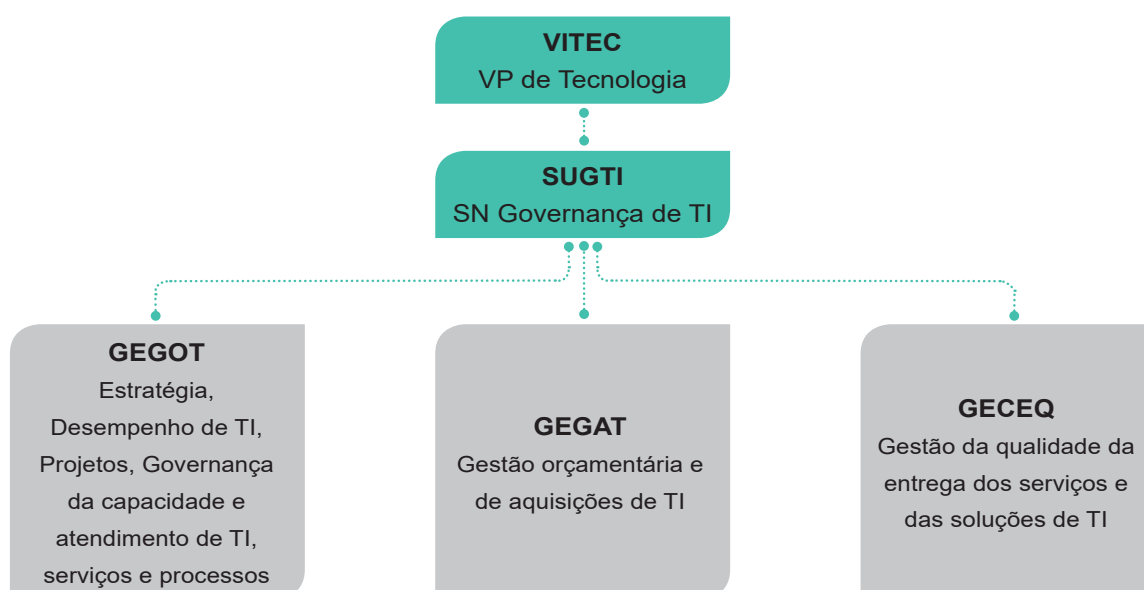 VITEC
VP de Tecnologia
SUGTI
SN Governança de TI
GEGOT
Estratégia,
Desempenho de TI,
Projetos, Governança
da capacidade e
atendimento de TI,
serviços e processos
GEGAT
Gestão orçamentária e
de aquisições de TI
GECEQ
Gestão da qualidade da
entrega dos serviços e
das soluções de TI